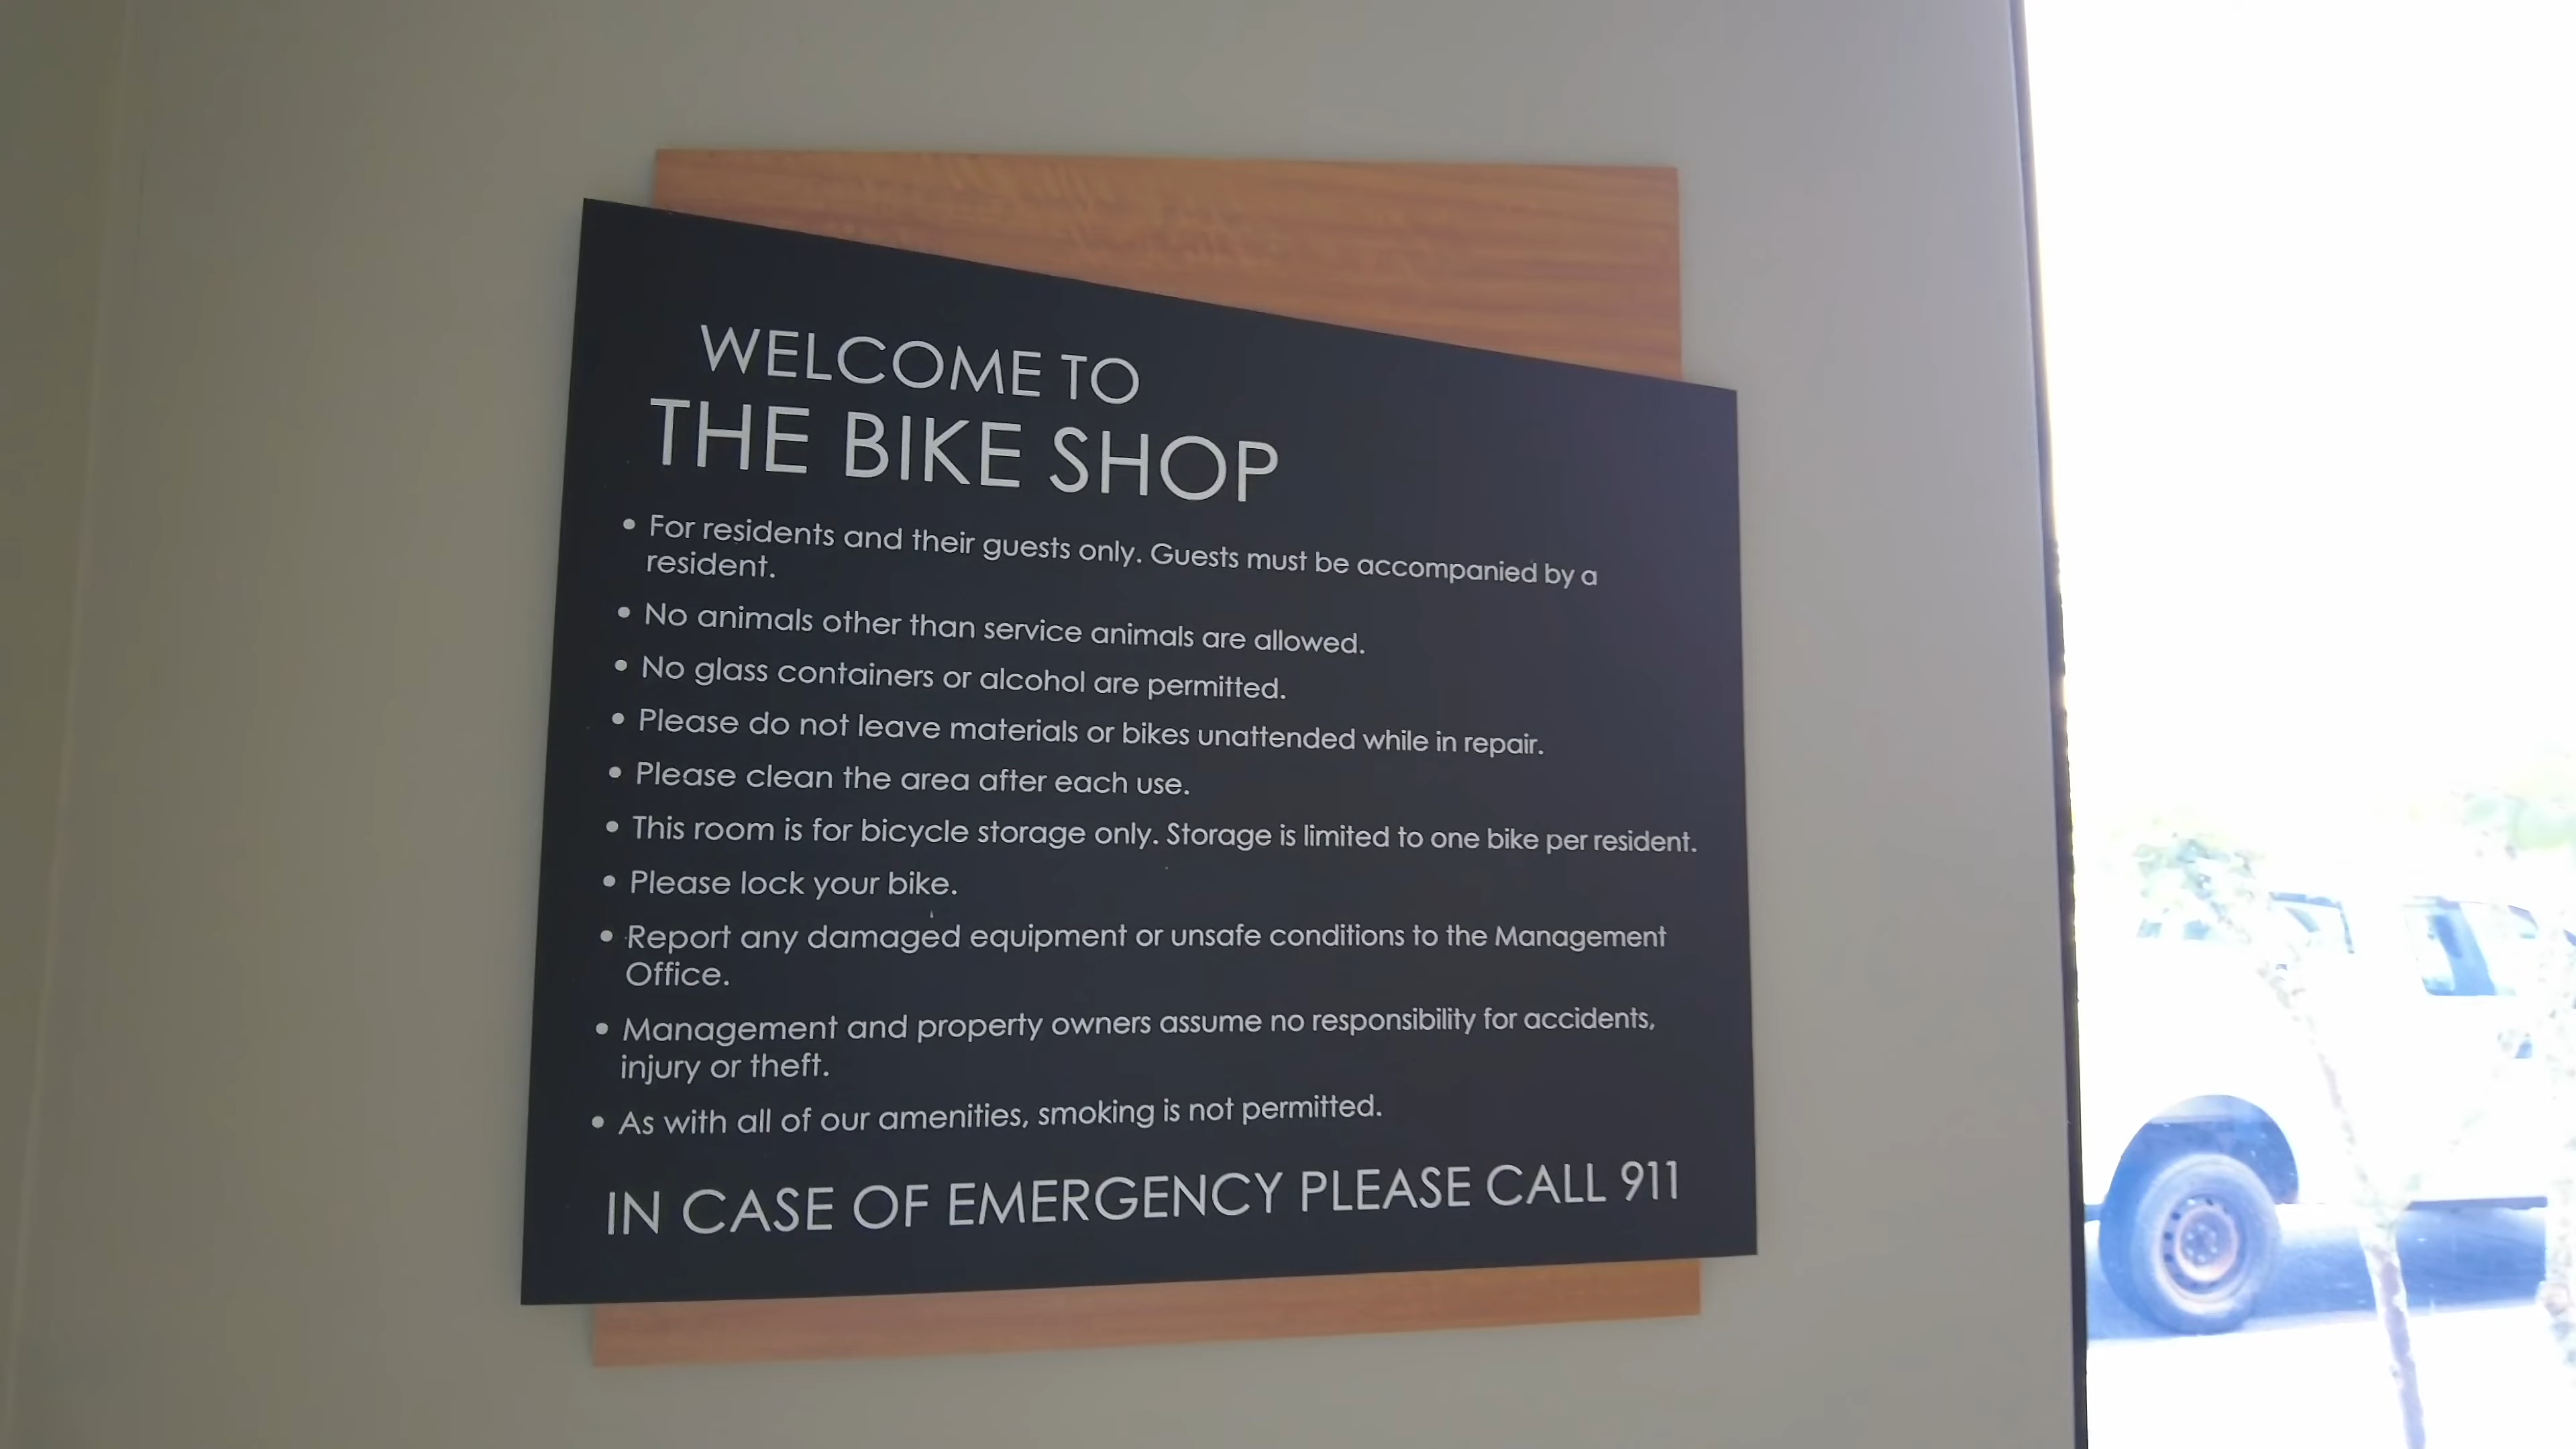 WELCOME TO
THE BIKE SHOP
• For residents and their guests only. Guests must be accompanied by a
resident.
• No animals other than service animals are allowed.
• No glass containers or alcohol are permitted.
• Please do not leave materials or bikes unattended while in repair.
• Please clean the area after each use.
• This room is for bicycle storage only. Storage is limited to one bike per resident.
• Please lock your bike.
• Report any damaged equipment or unsafe conditions to the Management
Office.
• Management and property owners assume no responsibility for accidents,
injury or theft.
• As with all of our amenities, smoking is not permitted.
IN CASE OF EMERGENCY PLEASE CALL 911